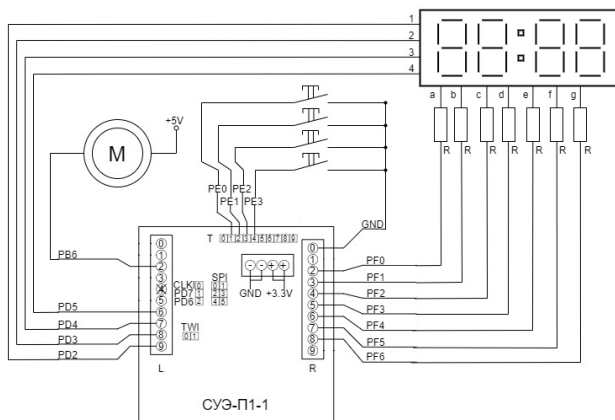 1
2
3
4
a b c d e f g
R R R R R R R
+5V
M
PE0
PE2
PE1
PE3
GND
T 0 1 2 3 4 5 6 7 8 9
PB6
PD5
PD4
PD3
PD2
0
1
2
3
4
5
6
7
8
9
L
CLKI 0
PD7 1
PD6 2
SPI
0 1
2 3
4 5
TWI
0 1
- - + +
GND +3.3V
0
1
2
3
4
5
6
7
8
9
R
PF0
PF1
PF2
PF3
PF4
PF5
PF6
СУЭ-П1-1